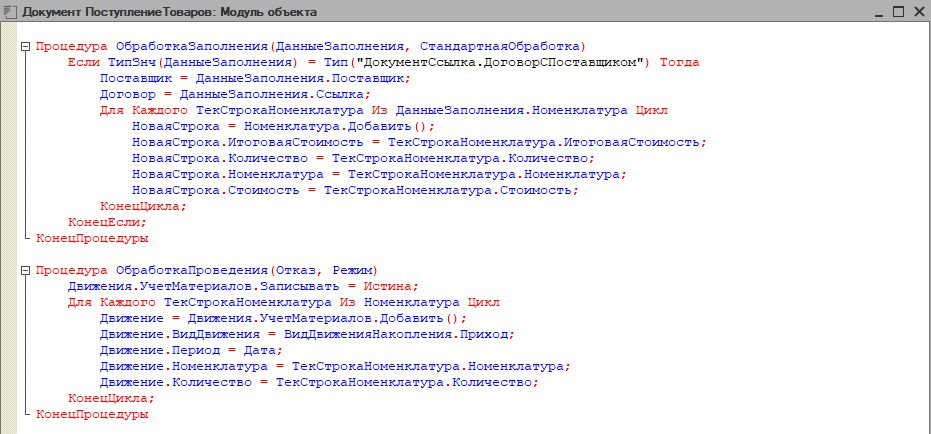 Документ ПоступлениеТоваров: Модуль объекта
Процедура ОбработкаЗаполнения(ДанныеЗаполнения, СтандартнаяОбработка)
Если ТипЗнч(ДанныеЗаполнения) = Тип("ДокументСсылка.ДоговорСПоставщиком") Тогда
Поставщик = ДанныеЗаполнения.Поставщик;
Договор = ДанныеЗаполнения.Ссылка;
Для Каждого ТекСтрокаНоменклатура Из ДанныеЗаполнения.Номенклатура Цикл
НоваяСтрока = Номенклатура.Добавить();
НоваяСтрока.ИтоговаяСтоимость = ТекСтрокаНоменклатура.ИтоговаяСтоимость;
НоваяСтрока.Количество = ТекСтрокаНоменклатура.Количество;
НоваяСтрока.Номенклатура = ТекСтрокаНоменклатура.Номенклатура;
НоваяСтрока.Стоимость = ТекСтрокаНоменклатура.Стоимость;
КонецЦикла;
КонецЕсли;
КонецПроцедуры
Процедура ОбработкаПроведения(Отказ, Режим)
Движения.УчетМатериалов.Записывать = Истина;
Для Каждого ТекСтрокаНоменклатура Из Номенклатура Цикл
Движение = Движения.УчетМатериалов.Добавить();
Движение.ВидДвижения = ВидДвиженияНакопления.Приход;
Движение.Период = Дата;
Движение.Номенклатура = ТекСтрокаНоменклатура.Номенклатура;
Движение.Количество = ТекСтрокаНоменклатура.Количество;
КонецЦикла;
КонецПроцедуры